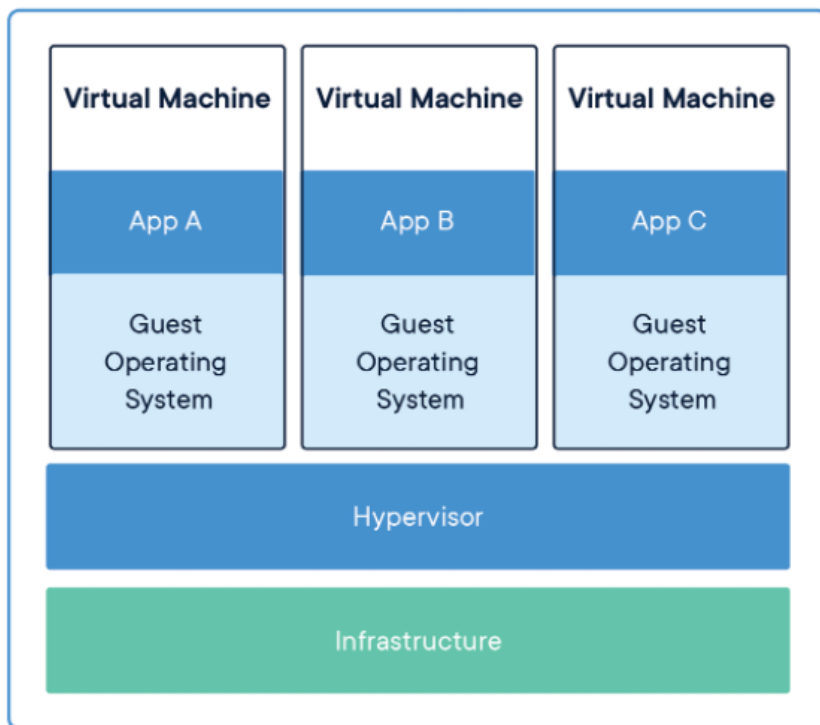 Virtual Machine
Virtual Machine
Virtual Machine
App A
App B
App C
Guest
Operating
System
Guest
Operating
System
Guest
Operating
System
Hypervisor
Infrastructure